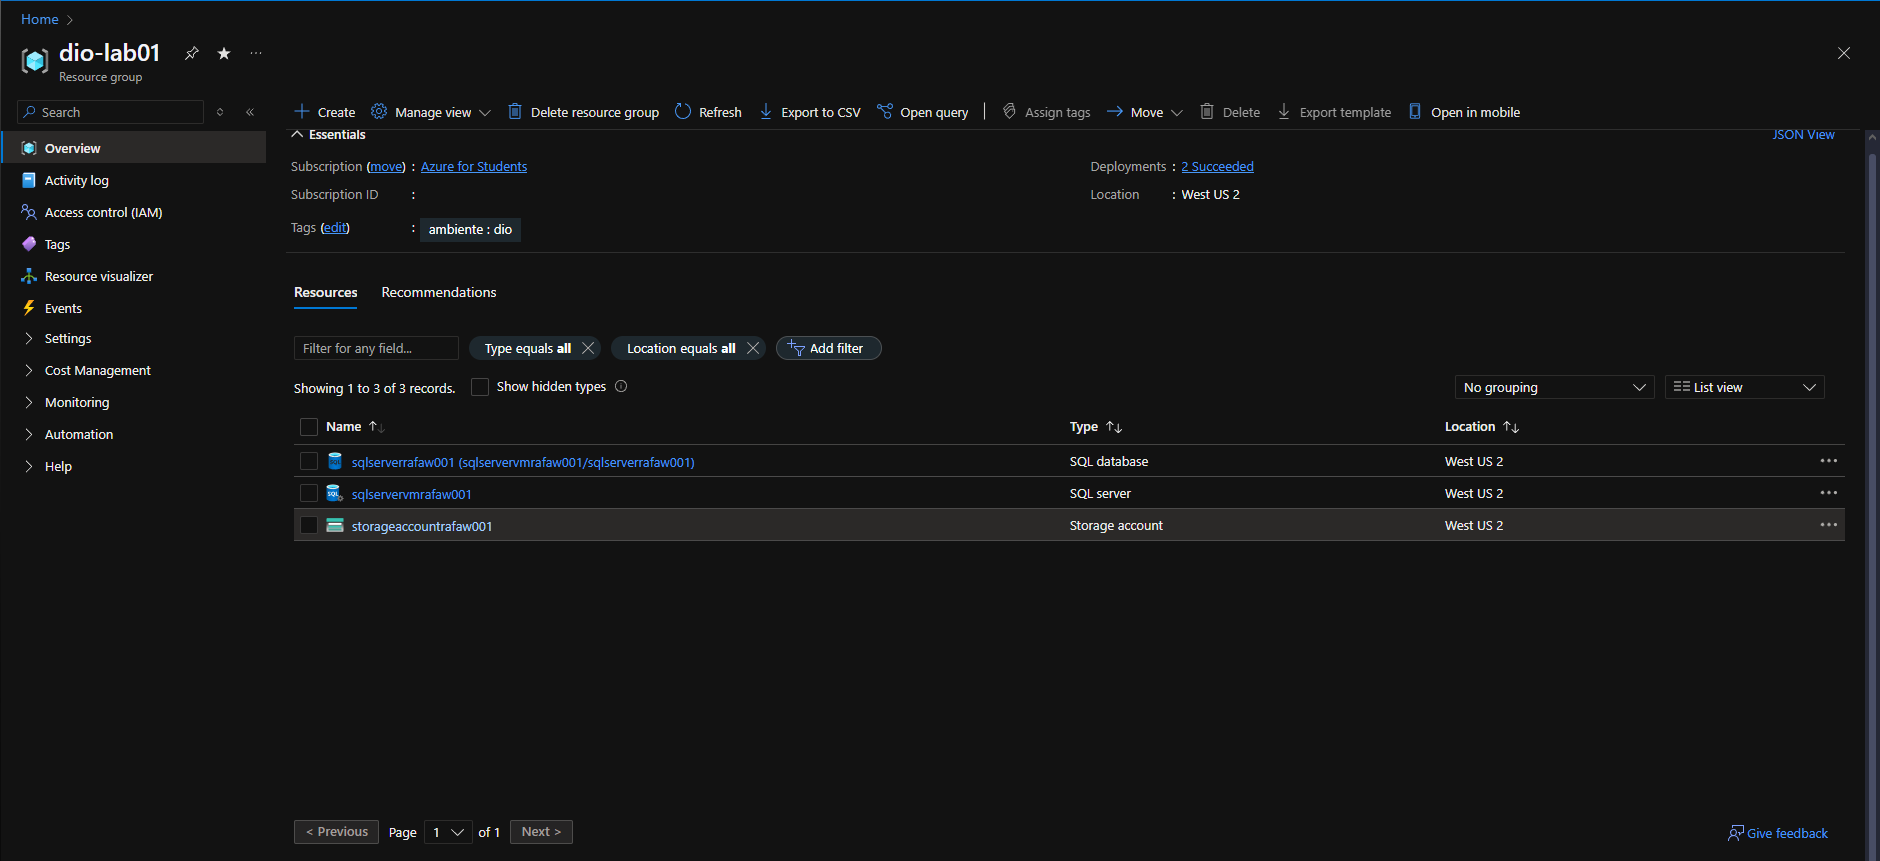 Home
dio-lab01
Resource group
Search
Create Manage view Delete resource group Refresh Export to CSV Open query Assign tags Move Delete Export template Open in mobile
Overview
Activity log
Access control (IAM)
Tags
Resource visualizer
Events
Settings
Cost Management
Monitoring
Automation
Help
Essentials JSON View
Subscription (move) : Azure for Students Deployments : 2 Succeeded
Subscription ID : Location : West US 2
Tags (edit) : ambiente : dio
Resources Recommendations
Filter for any field... Type equals all Location equals all Add filter
Showing 1 to 3 of 3 records. Show hidden types No grouping List view
Name Type Location
sqlserverrafaw001 (sqlservervmrafaw001/sqlserverrafaw001) SQL database West US 2
sqlservervmrafaw001 SQL server West US 2
storageaccountrafaw001 Storage account West US 2
< Previous Page 1 of 1 Next > Give feedback